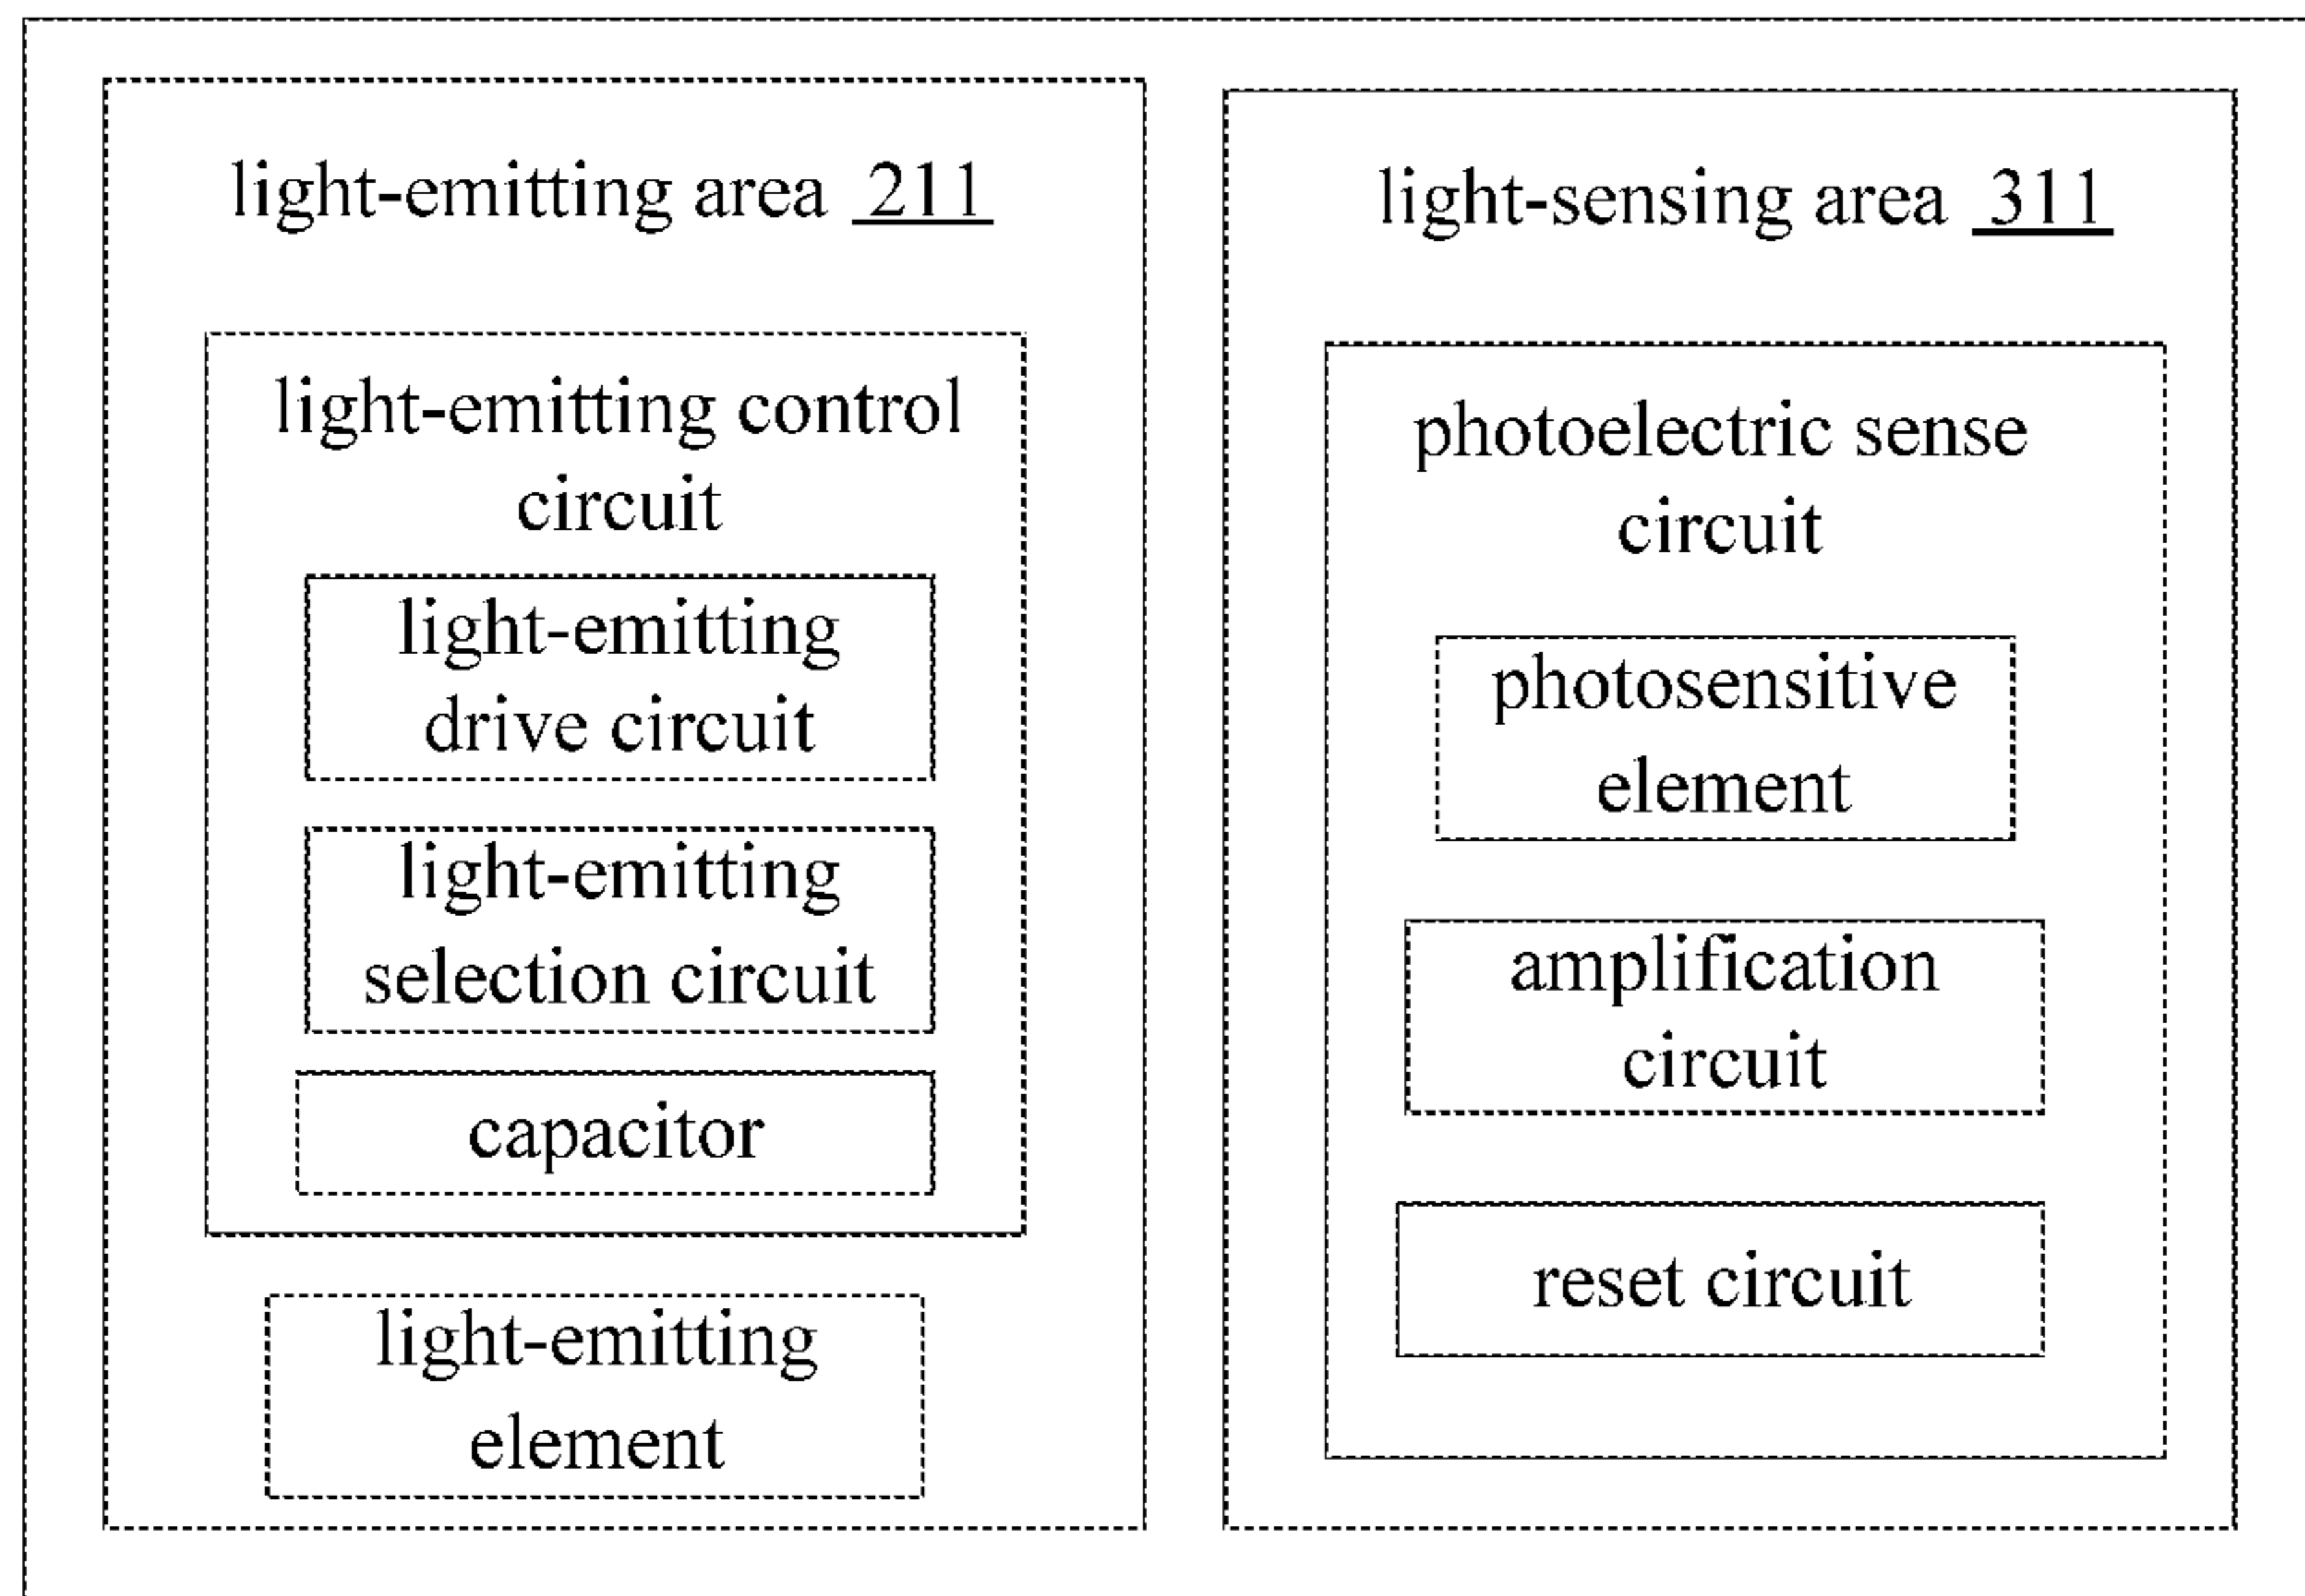 light-emitting area 211
light-emitting control
circuit
light-emitting
drive circuit
light-emitting
selection circuit
capacitor
light-emitting
element
light-sensing area 311
photoelectric sense
circuit
photosensitive
element
amplification
circuit
reset circuit